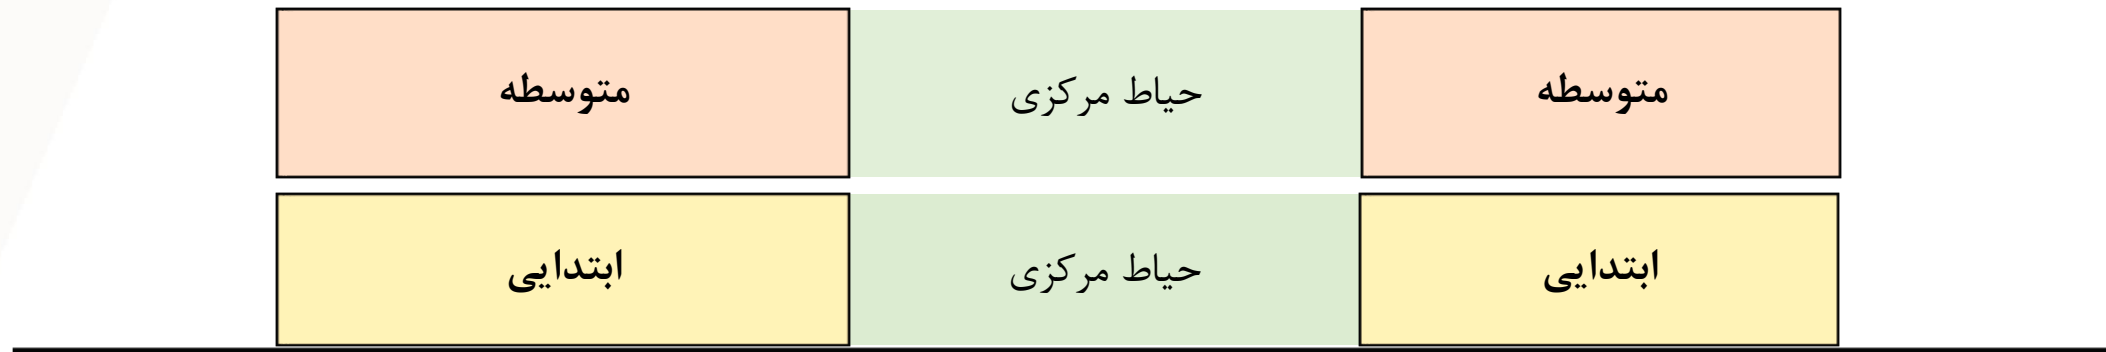 متوسطه
حیاط مرکزی
متوسطه
ابتدایی
حیاط مرکزی
ابتدایی